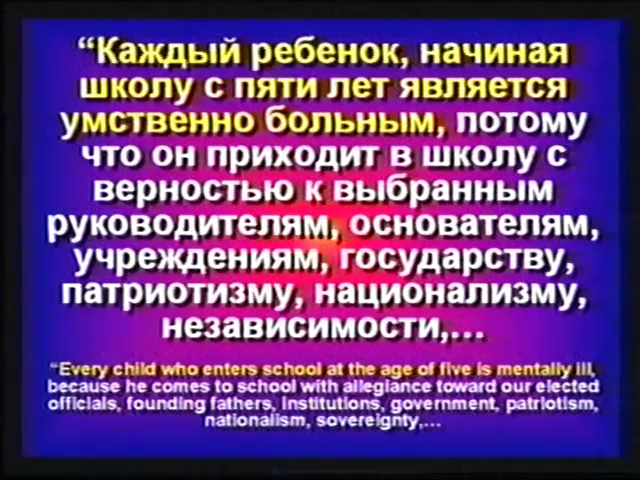 “Каждый ребенок, начиная
школу с пяти лет является
умственно больным, потому
что он приходит в школу с
верностью к выбранным
руководителям, основателям,
учреждениям, государству,
патриотизму, национализму,
независимости,...
“Every child who enters school at the age of five is mentally ill,
because he comes to school with allegiance toward our elected
officials, founding fathers, institutions, government, patriotism,
nationalism, sovereignty,...